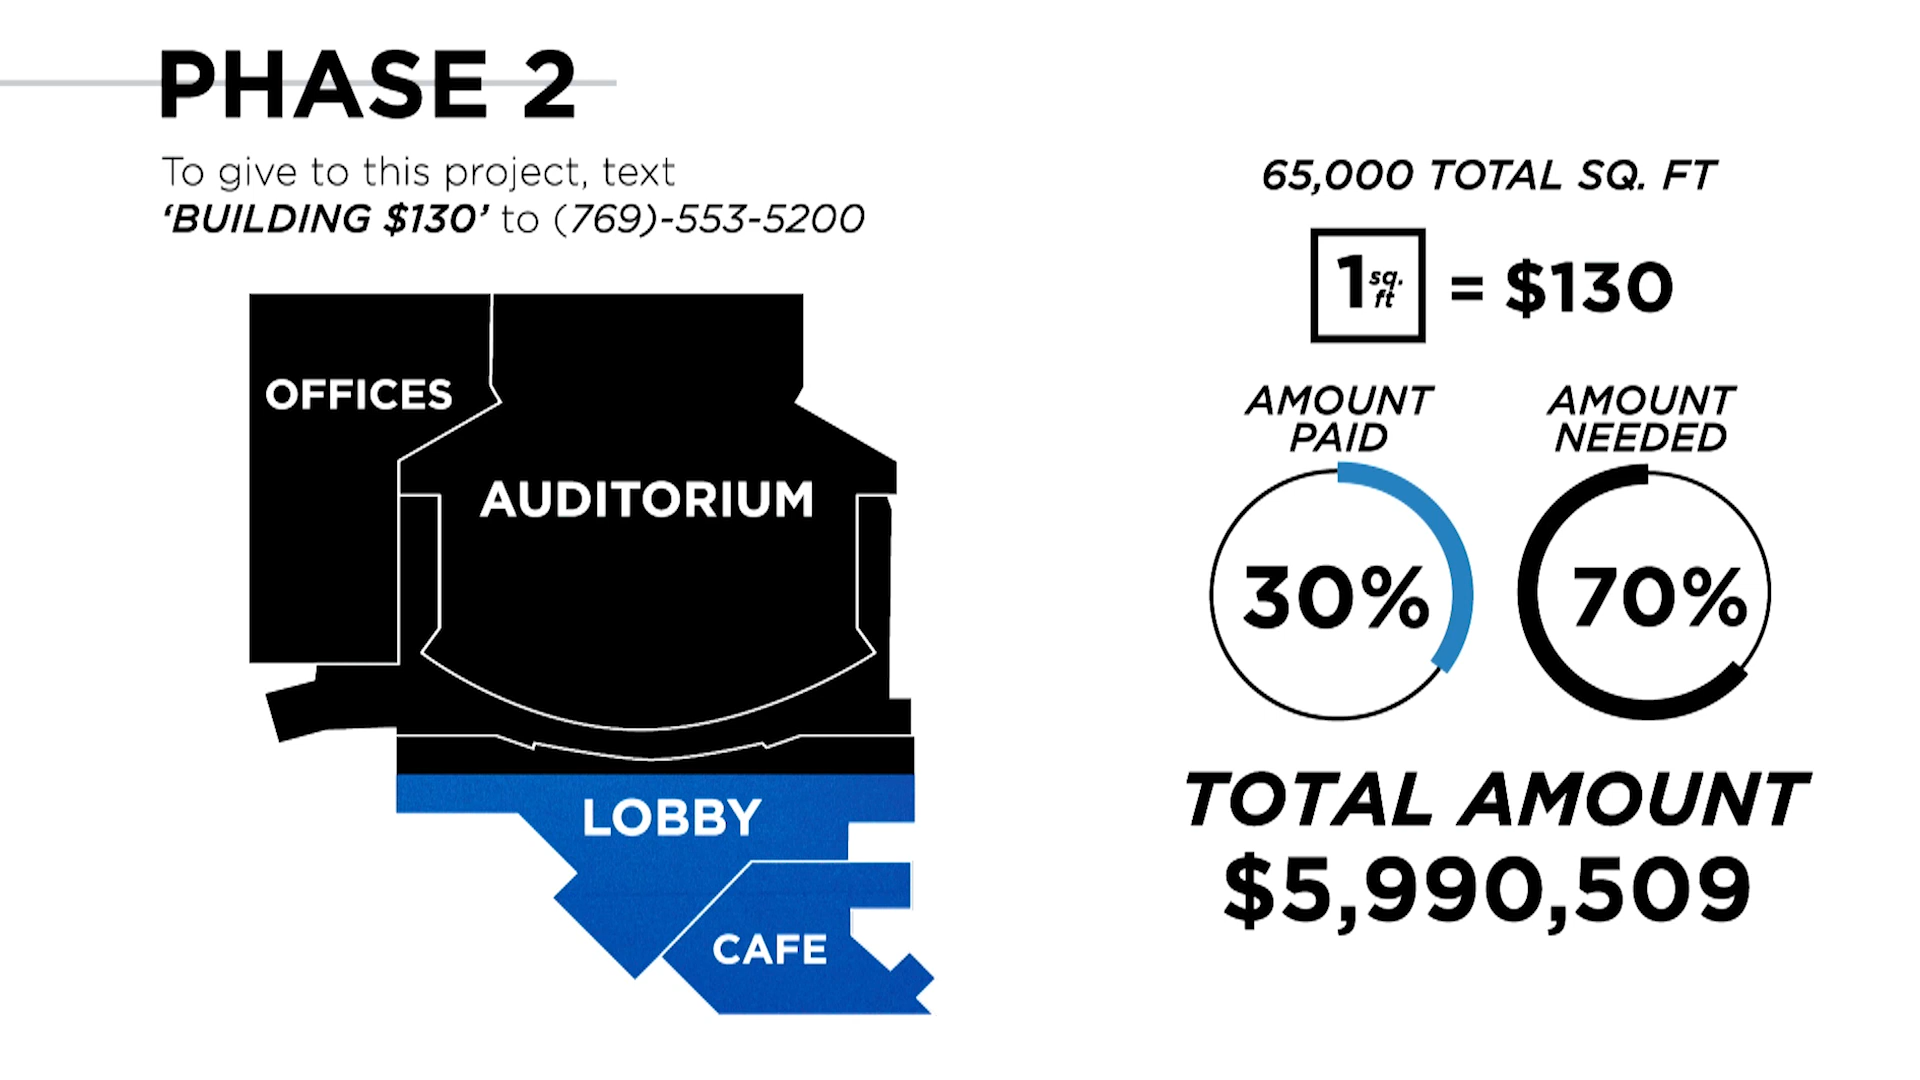 PHASE 2
To give to this project, text
‘BUILDING $130’ to (769)-553-5200
OFFICES
AUDITORIUM
LOBBY
CAFE
65,000 TOTAL SQ. FT
1 sq. ft = $130
AMOUNT PAID
30%
AMOUNT NEEDED
70%
TOTAL AMOUNT
$5,990,509